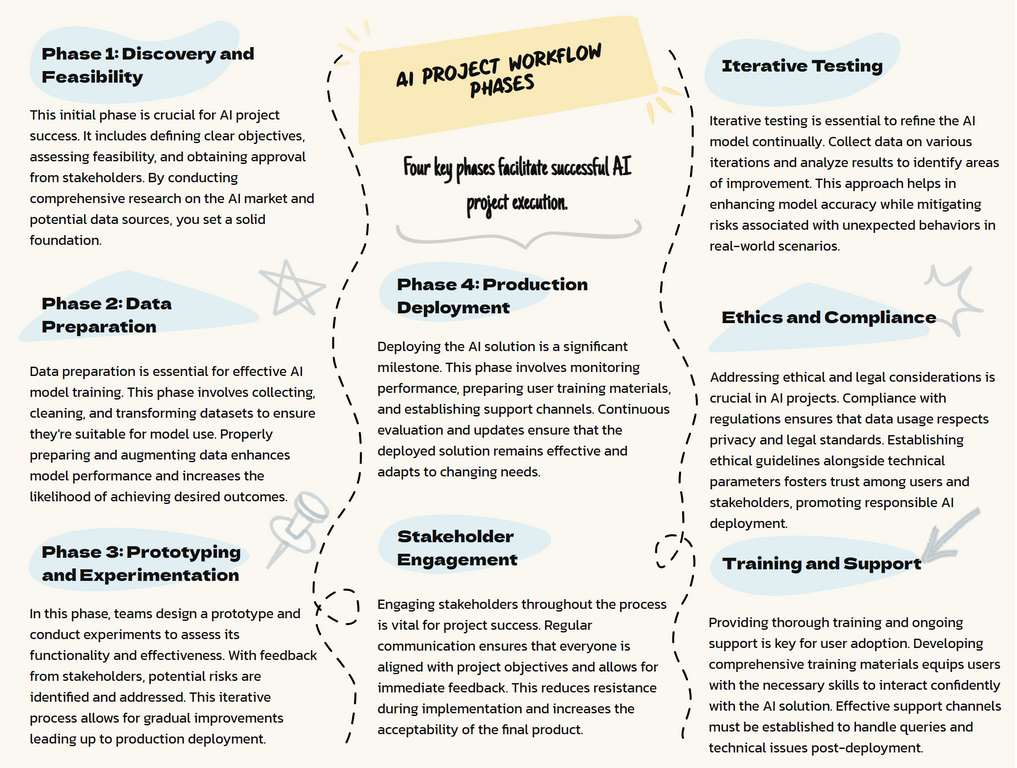 AI PROJECT WORKFLOW
PHASES
Four key phases facilitate successful AI
project execution.
Phase 1: Discovery and
Feasibility
This initial phase is crucial for AI project
success. It includes defining clear objectives,
assessing feasibility, and obtaining approval
from stakeholders. By conducting
comprehensive research on the AI market and
potential data sources, you set a solid
foundation.
Phase 2: Data
Preparation
Data preparation is essential for effective AI
model training. This phase involves collecting,
cleaning, and transforming datasets to ensure
they're suitable for model use. Properly
preparing and augmenting data enhances
model performance and increases the
likelihood of achieving desired outcomes.
Phase 3: Prototyping
and Experimentation
In this phase, teams design a prototype and
conduct experiments to assess its
functionality and effectiveness. With feedback
from stakeholders, potential risks are
identified and addressed. This iterative
process allows for gradual improvements
leading up to production deployment.
Phase 4: Production
Deployment
Deploying the AI solution is a significant
milestone. This phase involves monitoring
performance, preparing user training materials,
and establishing support channels. Continuous
evaluation and updates ensure that the
deployed solution remains effective and
adapts to changing needs.
Stakeholder
Engagement
Engaging stakeholders throughout the process
is vital for project success. Regular
communication ensures that everyone is
aligned with project objectives and allows for
immediate feedback. This reduces resistance
during implementation and increases the
acceptability of the final product.
Iterative Testing
Iterative testing is essential to refine the AI
model continually. Collect data on various
iterations and analyze results to identify areas
of improvement. This approach helps in
enhancing model accuracy while mitigating
risks associated with unexpected behaviors in
real-world scenarios.
Ethics and Compliance
Addressing ethical and legal considerations is
crucial in AI projects. Compliance with
regulations ensures that data usage respects
privacy and legal standards. Establishing
ethical guidelines alongside technical
parameters fosters trust among users and
stakeholders, promoting responsible AI
deployment.
Training and Support
Providing thorough training and ongoing
support is key for user adoption. Developing
comprehensive training materials equips users
with the necessary skills to interact confidently
with the AI solution. Effective support channels
must be established to handle queries and
technical issues post-deployment.